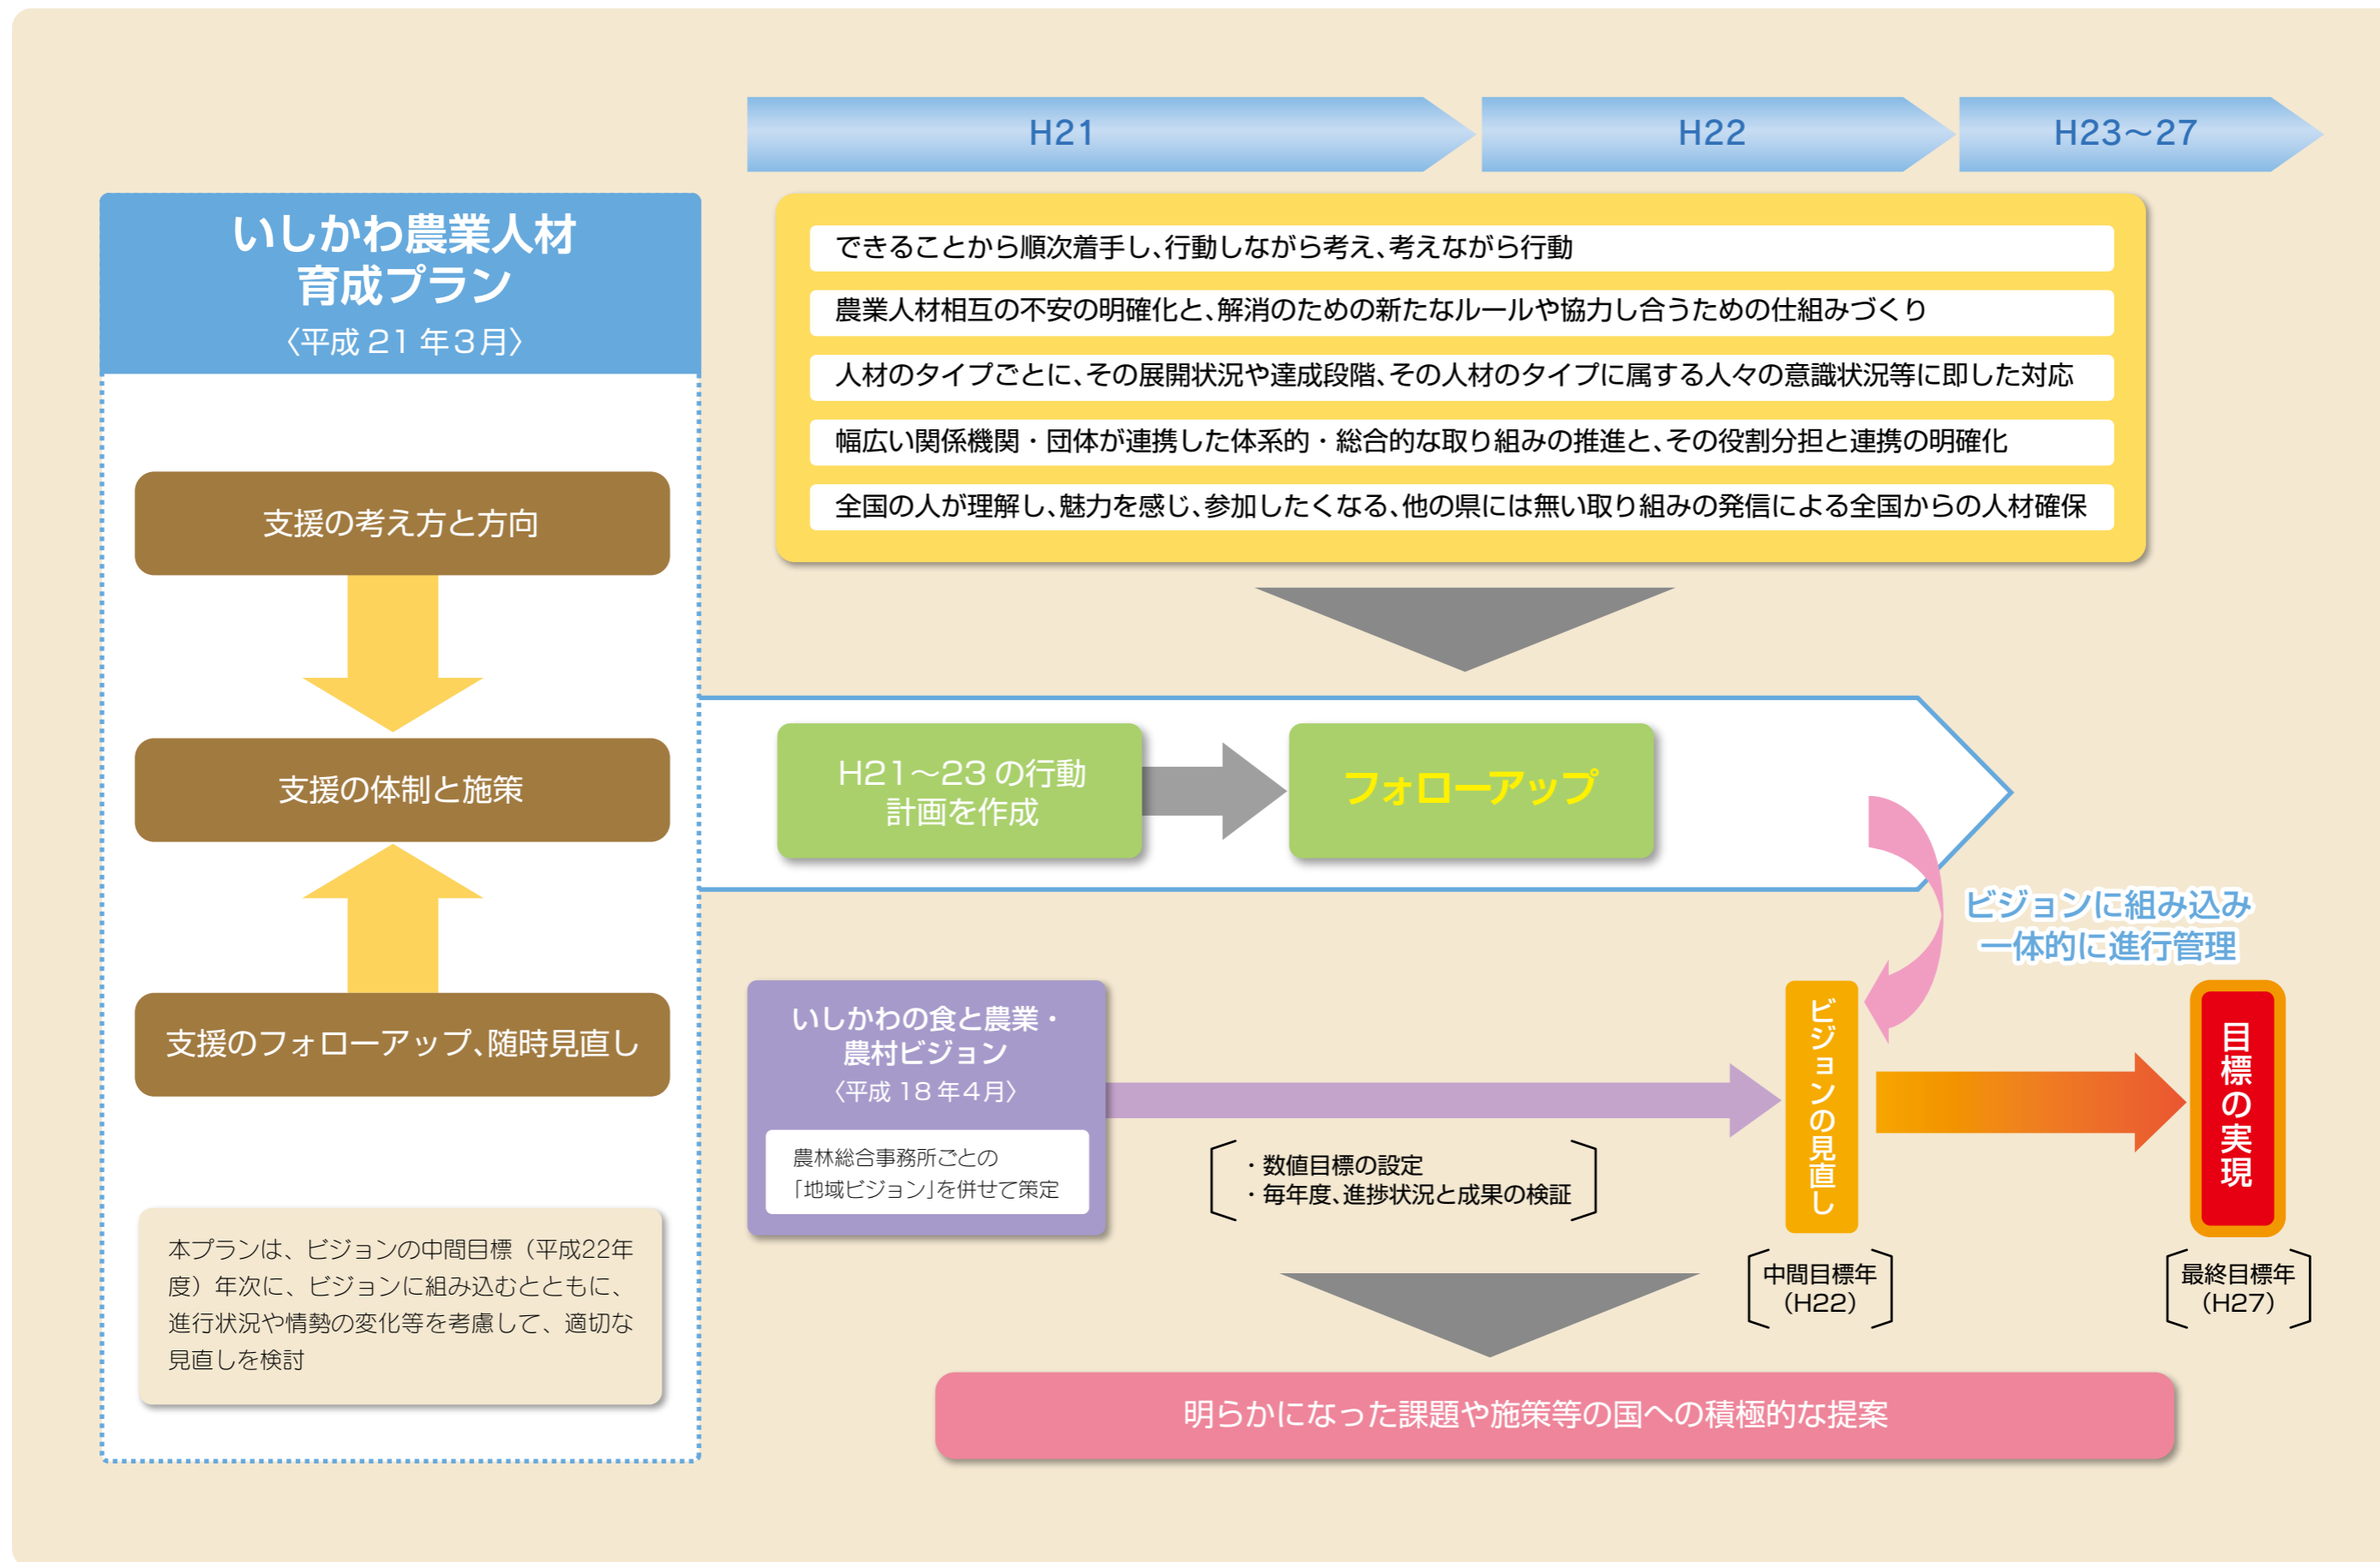 H21
H22
H23～27
いしかわ農業人材
育成プラン
〈平成 21 年３月〉
支援の考え方と方向
支援の体制と施策
支援のフォローアップ､随時見直し
本プランは、ビジョンの中間目標（平成22年
度）年次に、ビジョンに組み込むとともに、
進行状況や情勢の変化等を考慮して、適切な
見直しを検討
できることから順次着手し､行動しながら考え､考えながら行動
農業人材相互の不安の明確化と､解消のための新たなルールや協力し合うための仕組みづくり
人材のタイプごとに､その展開状況や達成段階､その人材のタイプに属する人々の意識状況等に即した対応
幅広い関係機関・団体が連携した体系的・総合的な取り組みの推進と､その役割分担と連携の明確化
全国の人が理解し､魅力を感じ､参加したくなる､他の県には無い取り組みの発信による全国からの人材確保
H21～23 の行動
計画を作成
フォローアップ
ビジョンに組み込み
一体的に進行管理
いしかわの食と農業・
農村ビジョン
〈平成 18 年４月〉
農林総合事務所ごとの
｢地域ビジョン｣を併せて策定
・数値目標の設定
・毎年度､進捗状況と成果の検証
ビジョンの見直し
中間目標年
（H22）
目標の実現
最終目標年
（H27）
明らかになった課題や施策等の国への積極的な提案